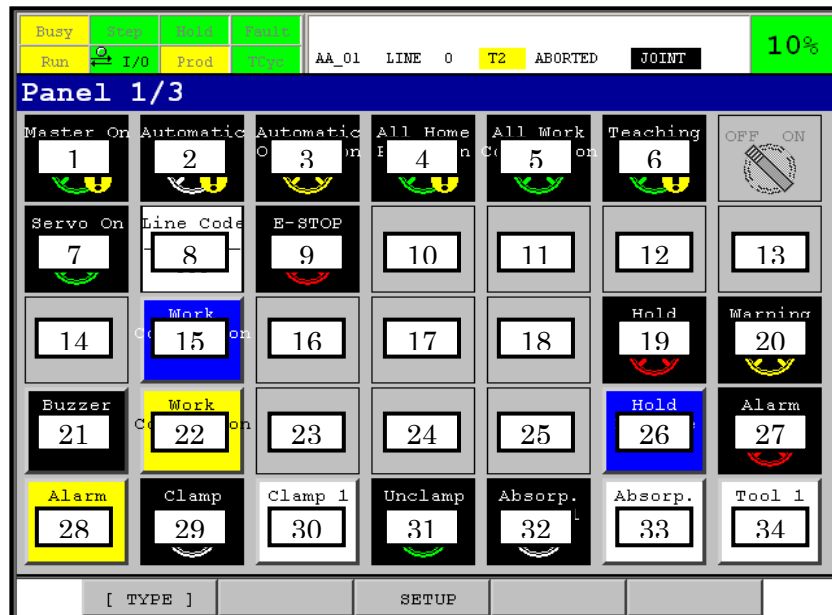 Busy Step Hold Fault
Run I/O Prod TCyc
AA_01 LINE 0 T2 ABORTED JOINT
10%
Panel 1/3
Master On Automatic Automatic All Home All Work Teaching OFF ON
1 2 3 4 5 6
Servo On Line Code E-STOP
7 8 9 10 11 12 13
Work Hold Warning
14 15 16 17 18 19 20
Buzzer Work Hold Alarm
21 22 23 24 25 26 27
Alarm Clamp Clamp 1 Unclamp Absorp. Absorp. Tool 1
28 29 30 31 32 33 34
[ TYPE ] SETUP